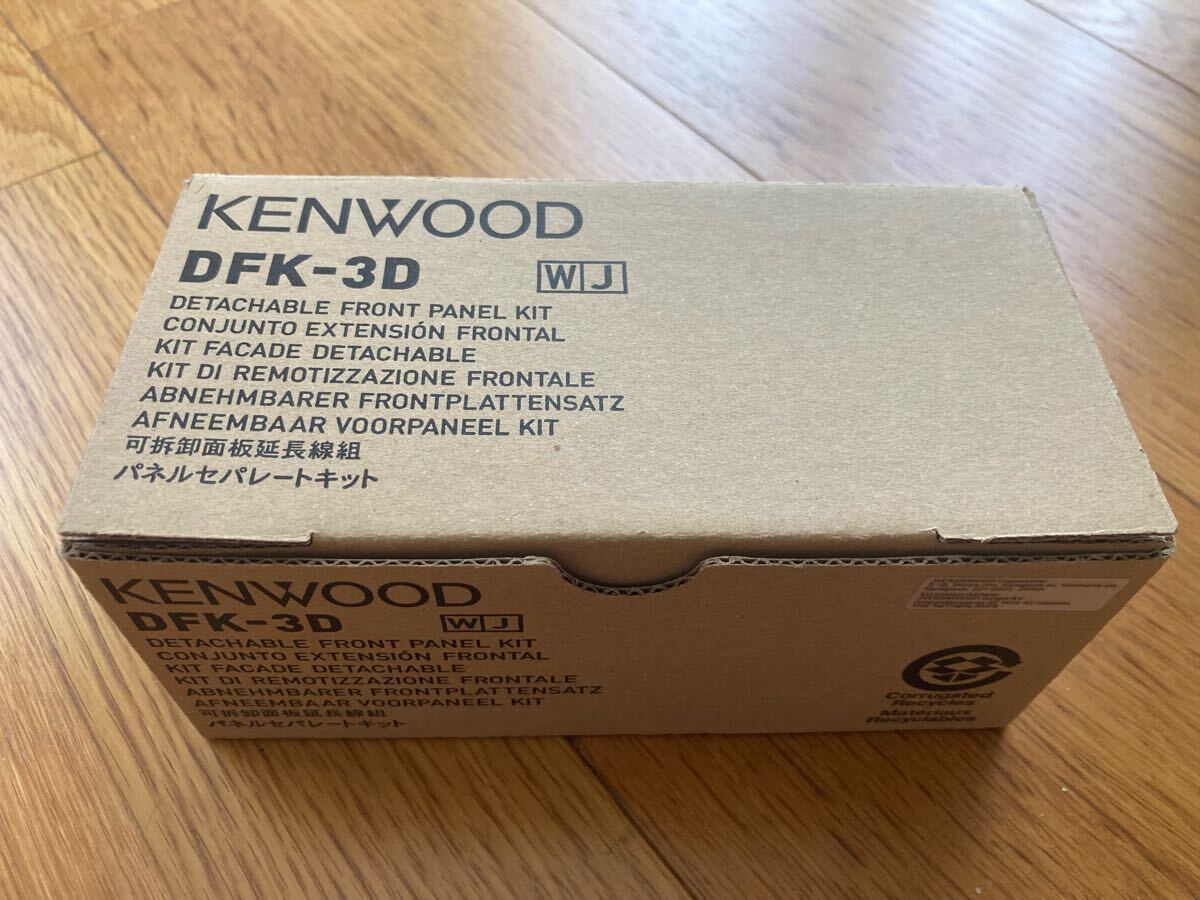 KENWOOD
DFK-3D WJ
DETACHABLE FRONT PANEL KIT
CONJUNTO EXTENSIÓN FRONTAL
KIT FACADE DETACHABLE
KIT DI REMOTIZZAZIONE FRONTALE
ABNEHMBARER FRONTPLATTENSATZ
AFNEEMBAAR VOORPANEEL KIT
可拆卸面板延長線組
パネルセパレートキット
KENWOOD
DFK-3D WJ
DETACHABLE FRONT PANEL KIT
CONJUNTO EXTENSIÓN FRONTAL
KIT FACADE DETACHABLE
KIT DI REMOTIZZAZIONE FRONTALE
ABNEHMBARER FRONTPLATTENSATZ
AFNEEMBAAR VOORPANEEL KIT
可拆卸面板延長線組
パネルセパレートキット
JVCKENWOOD Corporation
Corrugated
Recycles
Matériaux
Recyclables